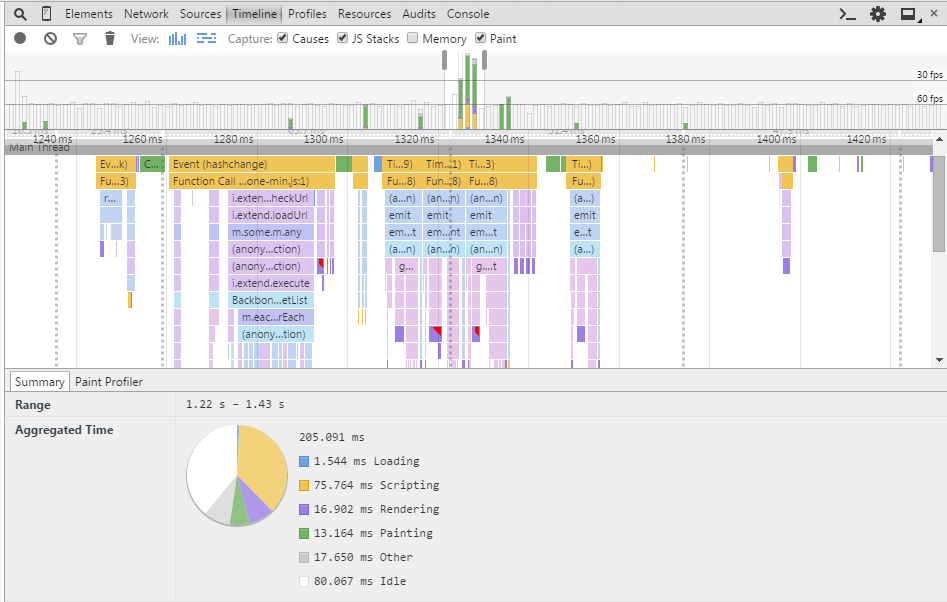 Elements Network Sources Timeline Profiles Resources Audits Console
View: Capture: Causes JS Stacks Memory Paint
30 fps
60 fps
1240 ms 1260 ms 1280 ms 1300 ms 1320 ms 1340 ms 1360 ms 1380 ms 1400 ms 1420 ms
Main Thread
Ev...k) C... Event (hashchange) Ti...9) Tim...1) Ti...3) Ti...)
Fu...3) Function Call ...one-min.js:1) Fu...8) Fun...8) Fu...8) Fu...)
r... i.exten...heckUrl (a...n) (an...n) (a...n) (a...)
i.extend.loadUrl emit emit emit emit
m.some.m.any em...t em...t em...t e...t
(anony...ction) (a...n) (an...n) (a...n) (a...)
(anony...ction) g... g....t
i.extend.execute
Backbon...etList
m.eac...rEach
(anony...tion)
Summary Paint Profiler
Range 1.22 s – 1.43 s
Aggregated Time
205.091 ms
1.544 ms Loading
75.764 ms Scripting
16.902 ms Rendering
13.164 ms Painting
17.650 ms Other
80.067 ms Idle